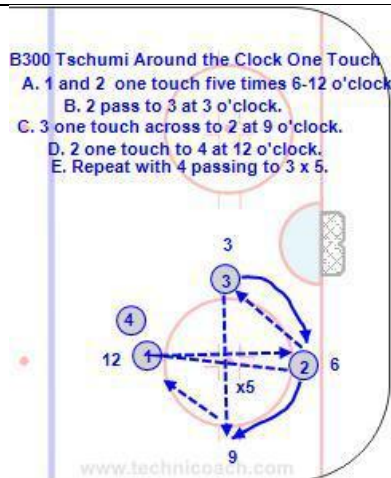 B300 Tschumi Around the Clock One Touch
A. 1 and 2 one touch five times 6-12 o'clock
B. 2 pass to 3 at 3 o'clock.
C. 3 one touch across to 2 at 9 o'clock.
D. 2 one touch to 4 at 12 o'clock.
E. Repeat with 4 passing to 3 x 5.
3
3
4
12
1
2
6
x5
9
www.technicoach.com